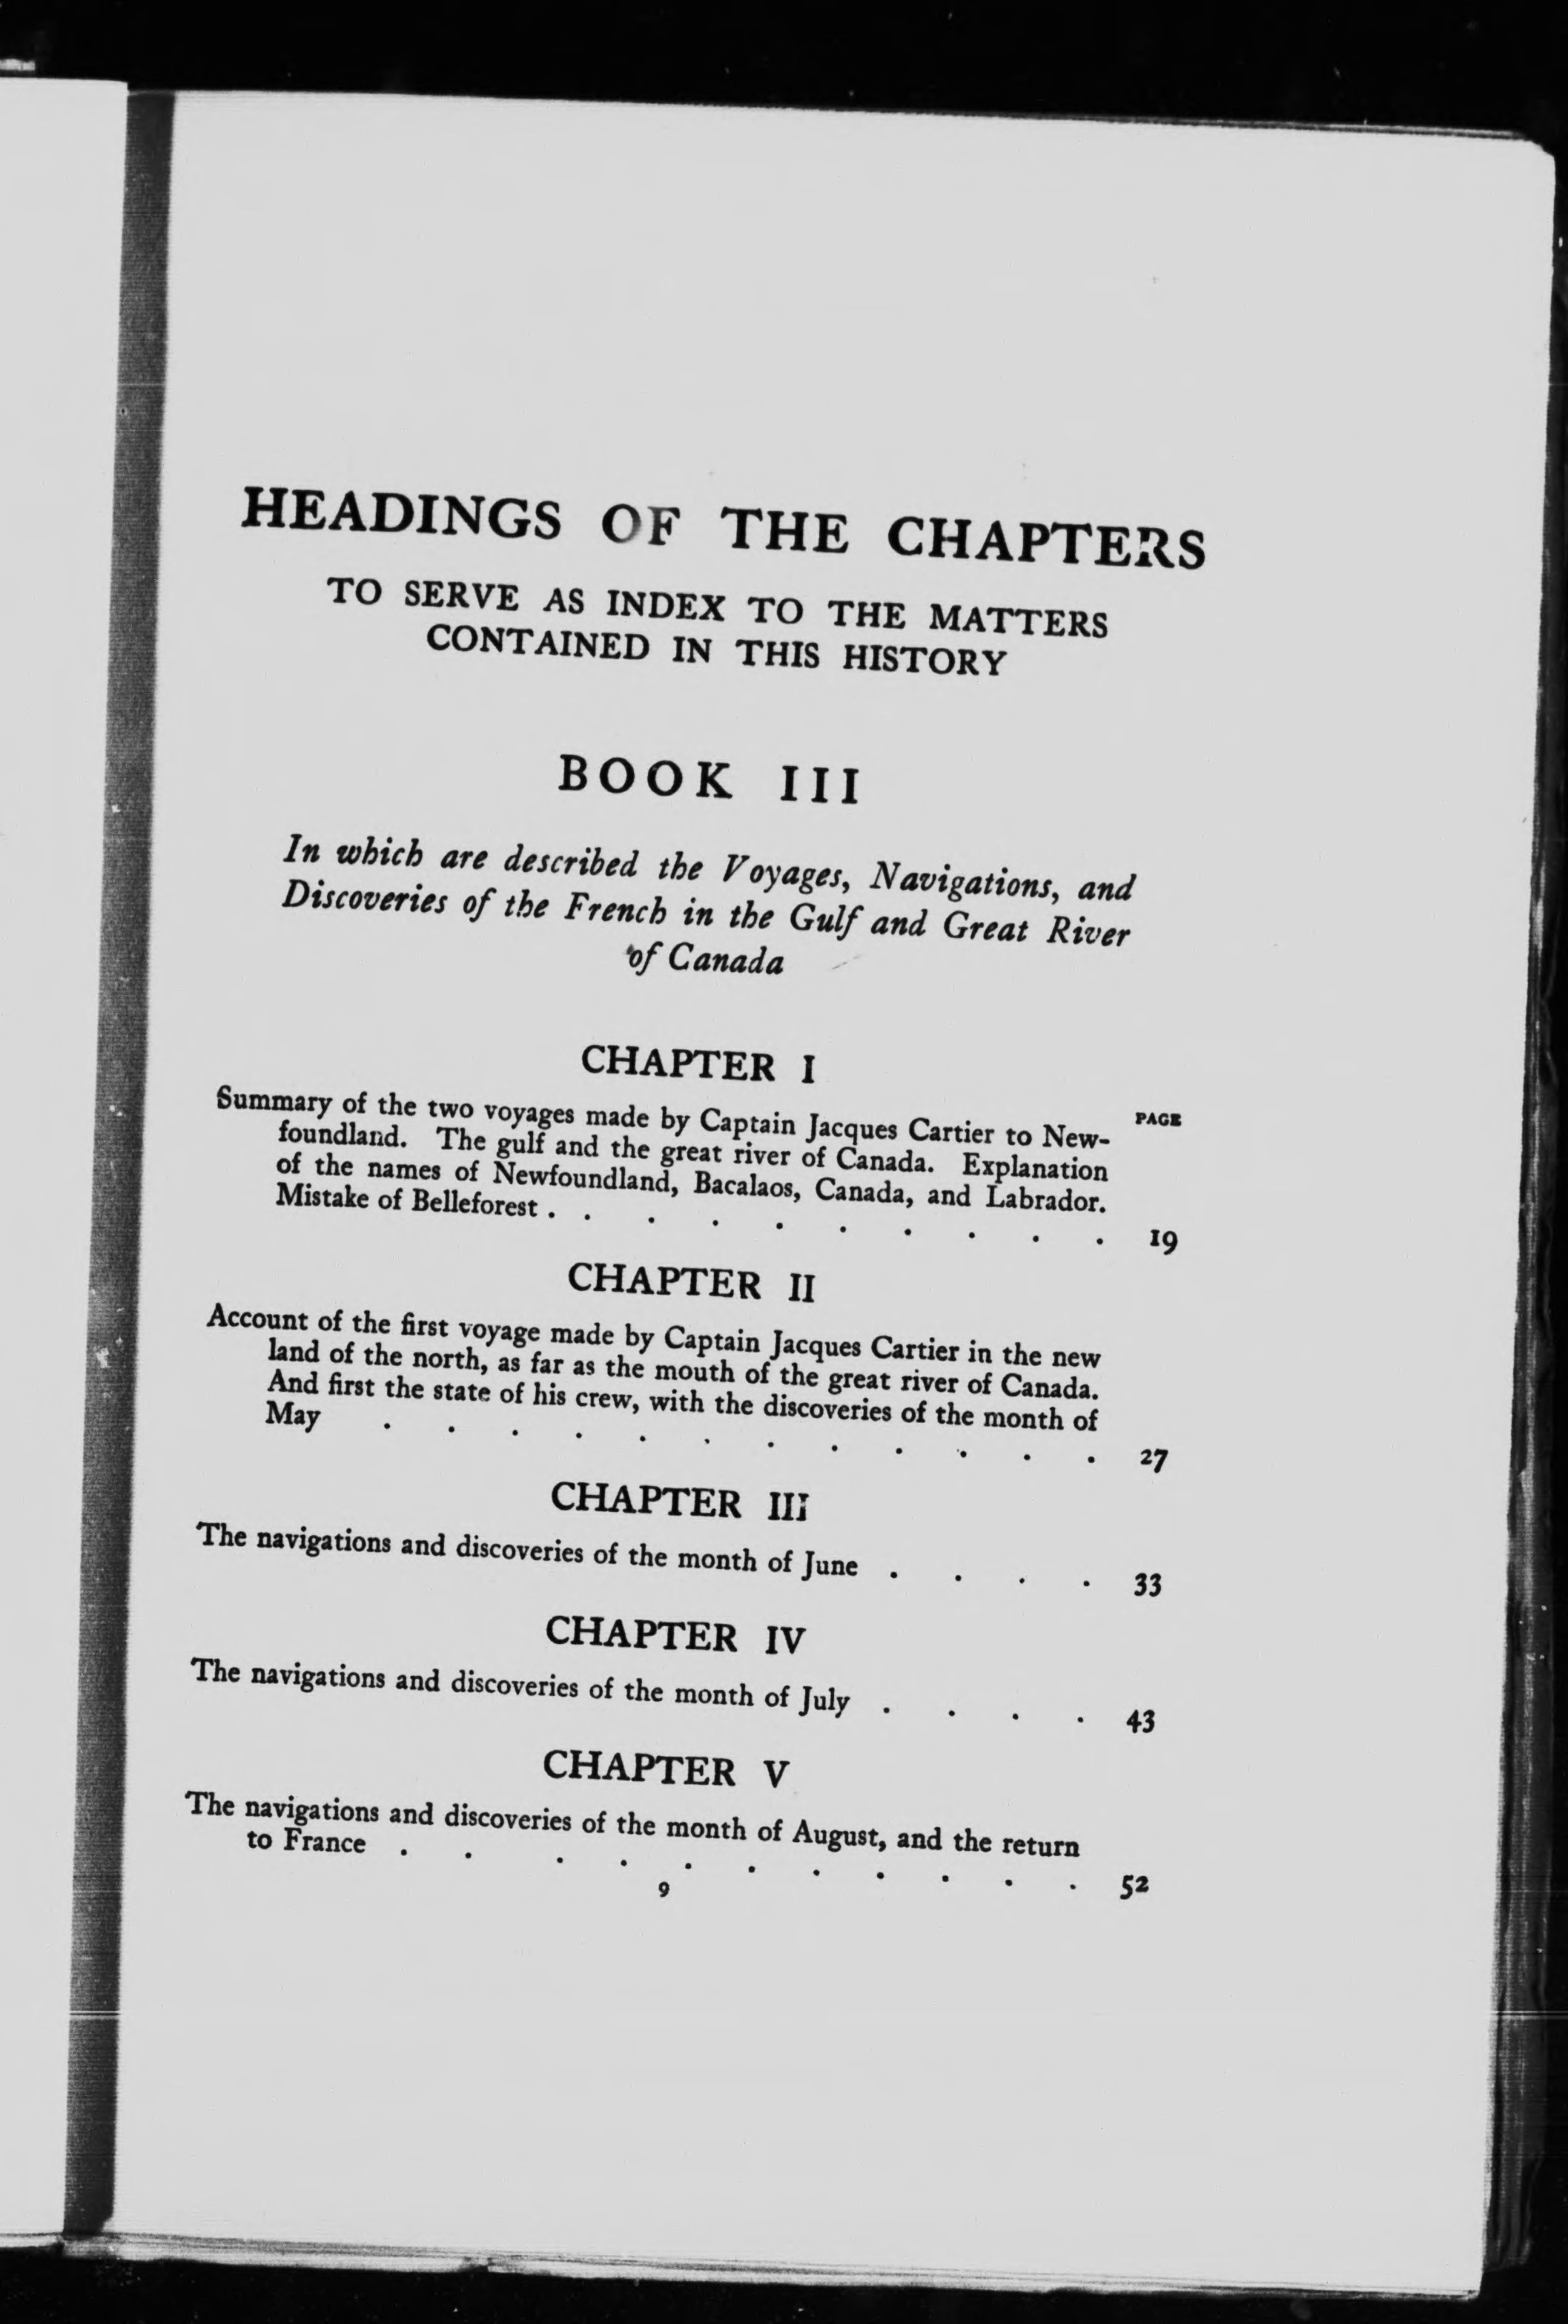 HEADINGS OF THE CHAPTERS
TO SERVE AS INDEX TO THE MATTERS
CONTAINED IN THIS HISTORY
BOOK III
In which are described the Voyages, Navigations, and
Discoveries of the French in the Gulf and Great River
of Canada
CHAPTER I
PAGE
Summary of the two voyages made by Captain Jacques Cartier to New-
foundland. The gulf and the great river of Canada. Explanation
of the names of Newfoundland, Bacalaos, Canada, and Labrador.
Mistake of Belleforest . . . . . . . . . . 19
CHAPTER II
Account of the first voyage made by Captain Jacques Cartier in the new
land of the north, as far as the mouth of the great river of Canada.
And first the state of his crew, with the discoveries of the month of
May . . . . . . . . . . . . 27
CHAPTER III
The navigations and discoveries of the month of June . . . . 33
CHAPTER IV
The navigations and discoveries of the month of July . . . . 43
CHAPTER V
The navigations and discoveries of the month of August, and the return
to France . . . . . . . . . . . 52
9